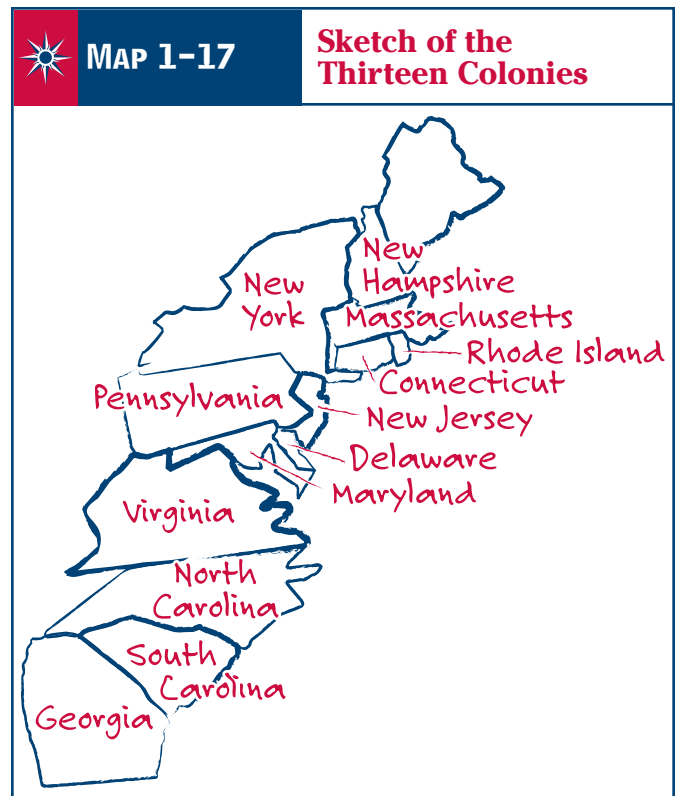 MAP 1–17
Sketch of the
Thirteen Colonies
New
Hampshire
New
York
Massachusetts
Rhode Island
Connecticut
Pennsylvania
New Jersey
Delaware
Maryland
Virginia
North
Carolina
South
Carolina
Georgia